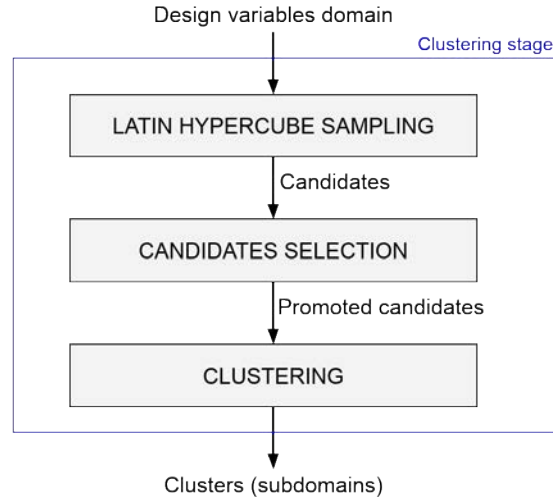 Design variables domain
Clustering stage
LATIN HYPERCUBE SAMPLING
Candidates
CANDIDATES SELECTION
Promoted candidates
CLUSTERING
Clusters (subdomains)